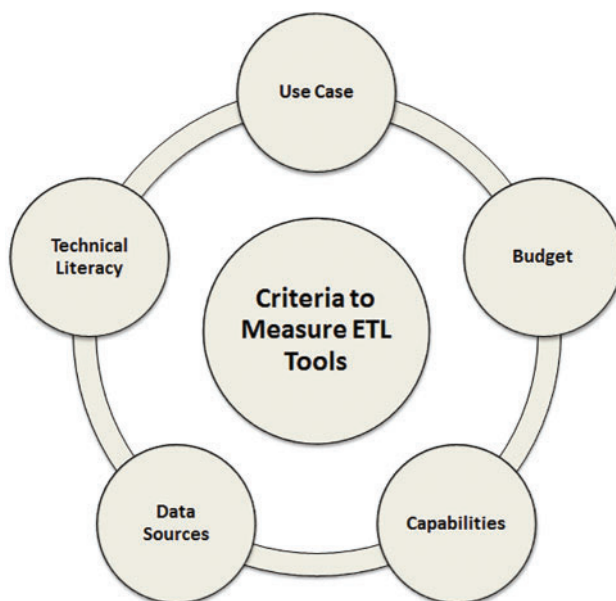 Use Case
Technical
Literacy
Budget
Criteria to
Measure ETL
Tools
Data
Sources
Capabilities